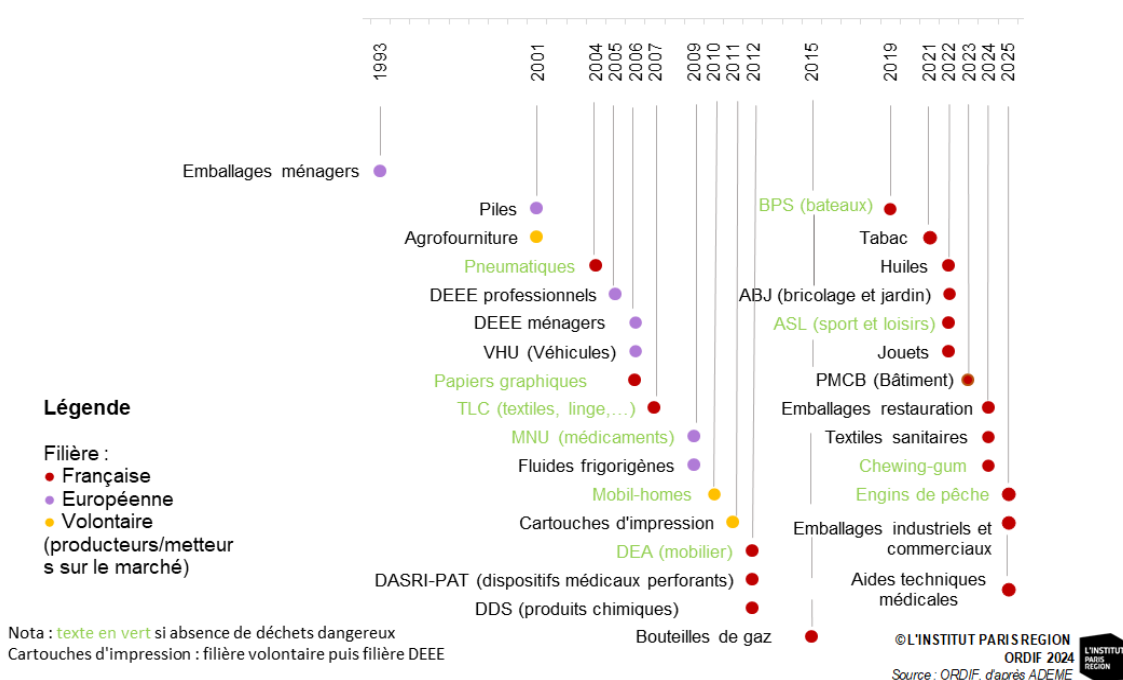 1993
2001
2004
2005
2006
2007
2009
2010
2011
2012
2015
2019
2021
2022
2023
2024
2025
Emballages ménagers
Piles
Agrofourniture
Pneumatiques
DEEE professionnels
DEEE ménagers
VHU (Véhicules)
Papiers graphiques
TLC (textiles, linge,…)
MNU (médicaments)
Fluides frigorigènes
Mobil-homes
Cartouches d'impression
DEA (mobilier)
DASRI-PAT (dispositifs médicaux perforants)
DDS (produits chimiques)
Bouteilles de gaz
BPS (bateaux)
Tabac
Huiles
ABJ (bricolage et jardin)
ASL (sport et loisirs)
Jouets
PMCB (Bâtiment)
Emballages restauration
Textiles sanitaires
Chewing-gum
Engins de pêche
Emballages industriels et
commerciaux
Aides techniques
médicales
Légende
Filière :
Française
Européenne
Volontaire
(producteurs/metteur
s sur le marché)
Nota : texte en vert si absence de déchets dangereux
Cartouches d'impression : filière volontaire puis filière DEEE
©L'INSTITUT PARIS REGION
ORDIF 2024
Source : ORDIF, d'après ADEME
L'INSTITUT
PARIS
REGION